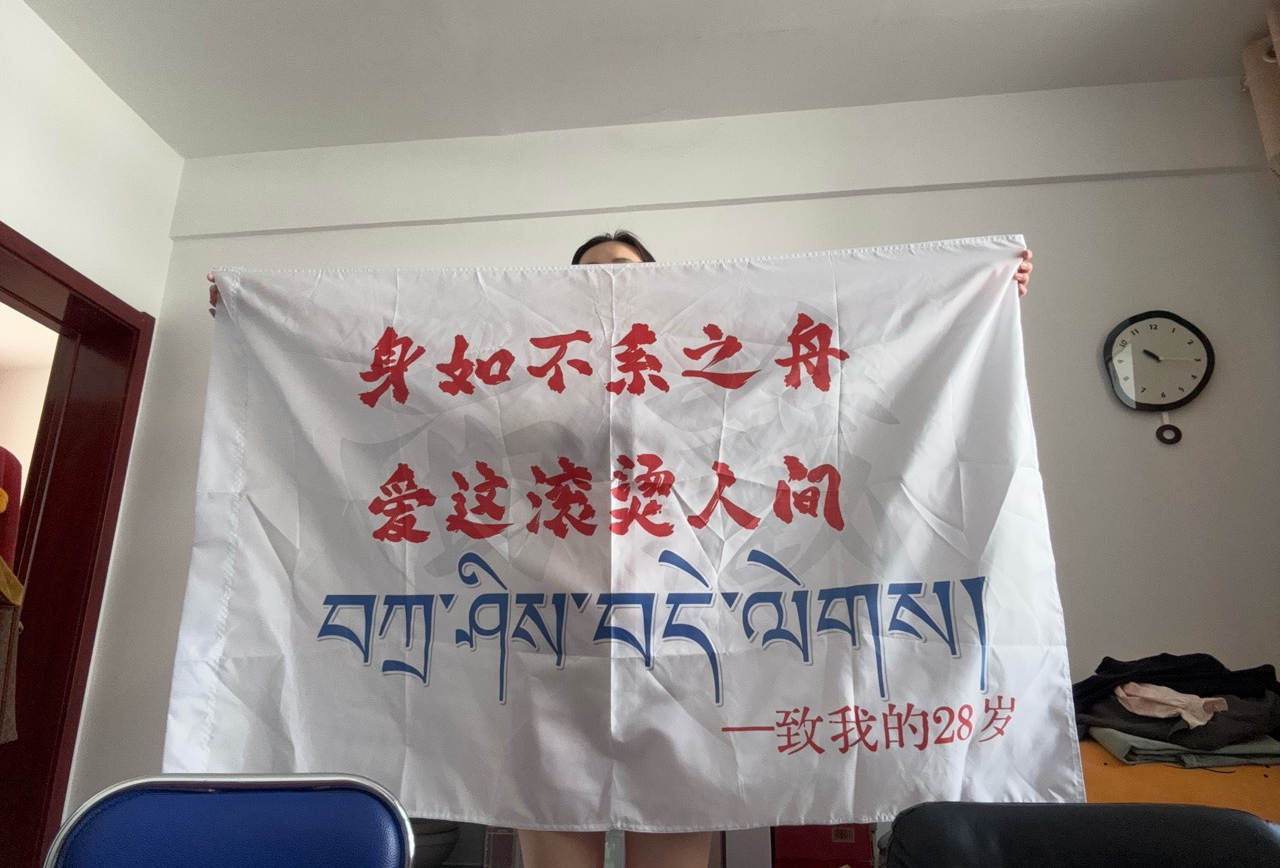 身如不系之舟
爱这滚烫人间
བཀྲ་ཤིས་བདེ་ལེགས།
—致我的28岁